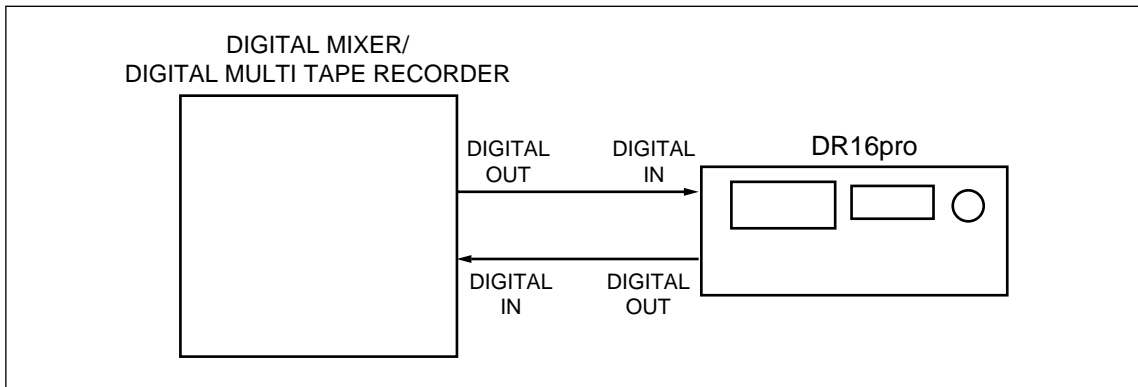 DIGITAL MIXER/
DIGITAL MULTI TAPE RECORDER
DIGITAL
OUT
DIGITAL
IN
DR16pro
DIGITAL
IN
DIGITAL
OUT